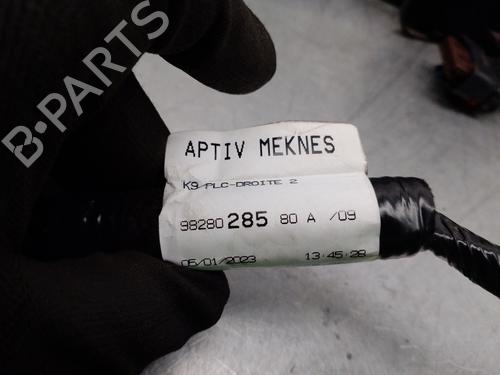 B-PARTS
APTIV MEKNES
K9 PLC-DROITE 2
98280 285 80 A /09
06/01/2023 13:45:28